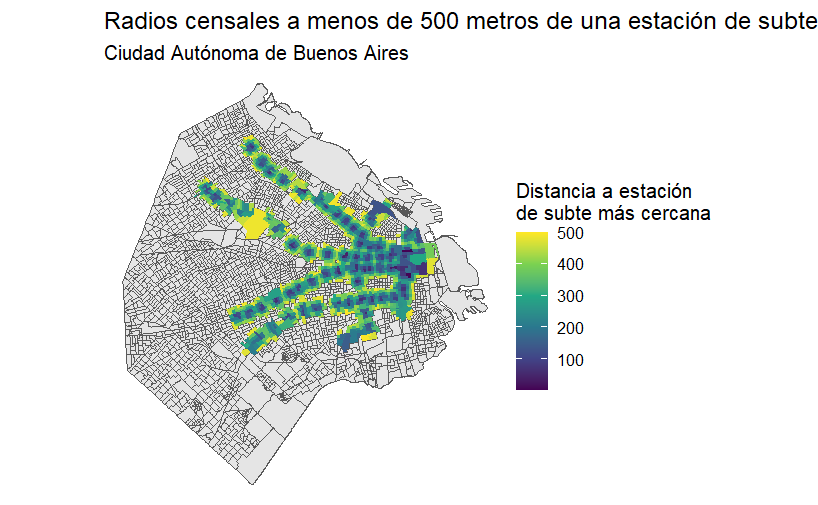 Radios censales a menos de 500 metros de una estación de subte
Ciudad Autónoma de Buenos Aires
Distancia a estación
de subte más cercana
500
400
300
200
100